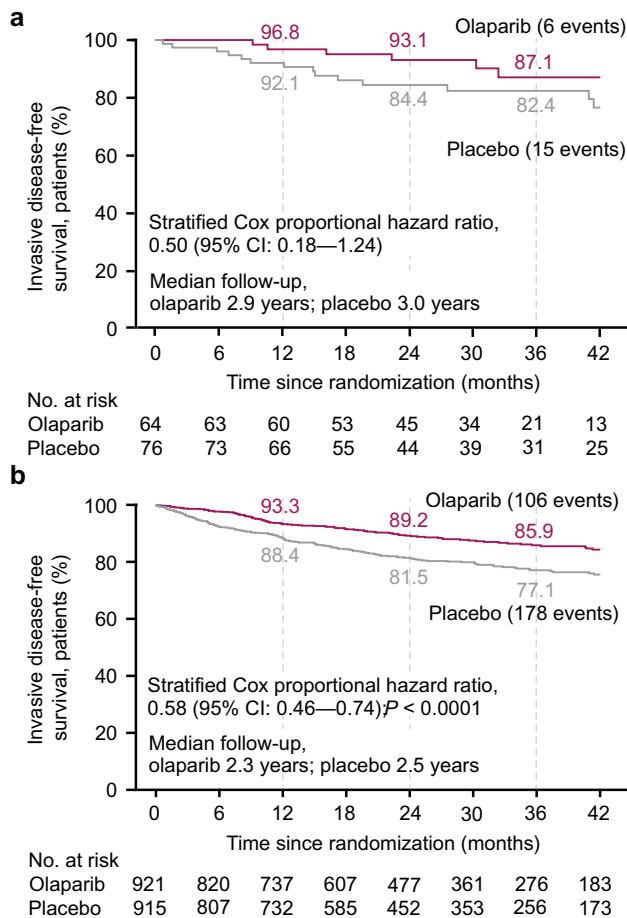 a
Invasive disease-free
survival, patients (%)
100
80
60
40
20
0
96.8
93.1
87.1
92.1
84.4
82.4
Olaparib (6 events)
Placebo (15 events)
Stratified Cox proportional hazard ratio,
0.50 (95% CI: 0.18—1.24)
Median follow-up,
olaparib 2.9 years; placebo 3.0 years
0 6 12 18 24 30 36 42
Time since randomization (months)
No. at risk
Olaparib 64 63 60 53 45 34 21 13
Placebo 76 73 66 55 44 39 31 25
b
Invasive disease-free
survival, patients (%)
100
80
60
40
20
0
93.3
89.2
85.9
88.4
81.5
77.1
Olaparib (106 events)
Placebo (178 events)
Stratified Cox proportional hazard ratio,
0.58 (95% CI: 0.46—0.74);P < 0.0001
Median follow-up,
olaparib 2.3 years; placebo 2.5 years
0 6 12 18 24 30 36 42
Time since randomization (months)
No. at risk
Olaparib 921 820 737 607 477 361 276 183
Placebo 915 807 732 585 452 353 256 173